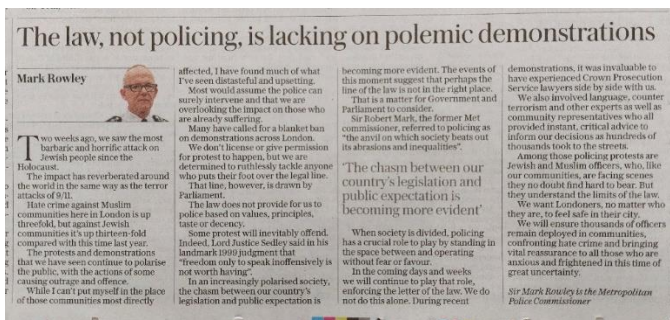 The law, not policing, is lacking on polemic demonstrations
Mark Rowley
Two weeks ago, we saw the most
barbaric and horrific attack on
Jewish people since the
Holocaust.
The impact has reverberated around
the world in the same way as the terror
attacks of 9/11.
Hate crime against Muslim
communities here in London is up
threefold, but against Jewish
communities it's up thirteen-fold
compared with this time last year.
The protests and demonstrations
that we have seen continue to polarise
the public, with the actions of some
causing outrage and offence.
While I can't put myself in the place
of those communities most directly
affected, I have found much of what
I've seen distasteful and upsetting.
Most would assume the police can
surely intervene and that we are
overlooking the impact on those who
are already suffering.
Many have called for a blanket ban
on demonstrations across London.
We don't license or give permission
for protest to happen, but we are
determined to ruthlessly tackle anyone
who puts their foot over the legal line.
That line, however, is drawn by
Parliament.
The law does not provide for us to
police based on values, principles,
taste or decency.
Some protest will inevitably offend.
Indeed, Lord Justice Sedley said in his
landmark 1999 judgment that
"freedom only to speak inoffensively is
not worth having".
In an increasingly polarised society,
the chasm between our country's
legislation and public expectation is
becoming more evident. The events of
this moment suggest that perhaps the
line of the law is not in the right place.
That is a matter for Government and
Parliament to consider.
Sir Robert Mark, the former Met
commissioner, referred to policing as
"the anvil on which society beats out
its abrasions and inequalities".
'The chasm between our
country's legislation and
public expectation is
becoming more evident'
When society is divided, policing
has a crucial role to play by standing in
the space between and operating
without fear or favour.
In the coming days and weeks
we will continue to play that role,
enforcing the letter of the law. We do
not do this alone. During recent
demonstrations, it was invaluable to
have experienced Crown Prosecution
Service lawyers side by side with us.
We also involved language, counter
terrorism and other experts as well as
community representatives who all
provided instant, critical advice to
inform our decisions as hundreds of
thousands took to the streets.
Among those policing protests are
Jewish and Muslim officers, who, like
our communities, are facing scenes
they no doubt find hard to bear. But
they understand the limits of the law.
We want Londoners, no matter who
they are, to feel safe in their city.
We will ensure thousands of officers
remain deployed in communities,
confronting hate crime and bringing
vital reassurance to all those who are
anxious and frightened in this time of
great uncertainty.
Sir Mark Rowley is the Metropolitan
Police Commissioner